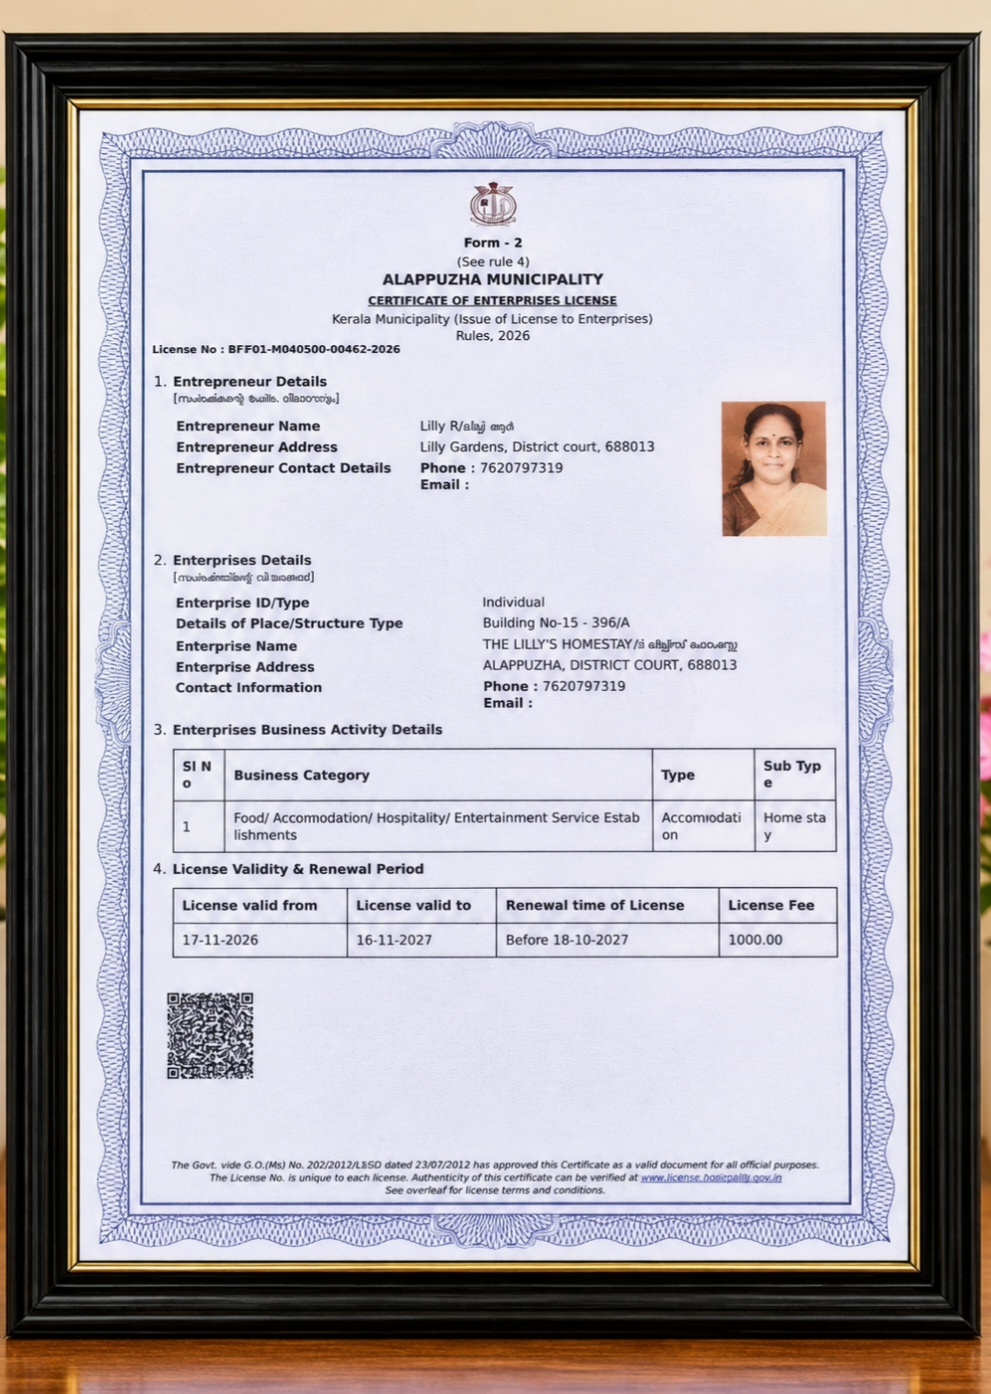 Form - 2
(See rule 4)
ALAPPUZHA MUNICIPALITY
CERTIFICATE OF ENTERPRISES LICENSE
Kerala Municipality (Issue of License to Enterprises)
Rules, 2026
License No : BFF01-M040500-00462-2026
1. Entrepreneur Details
Entrepreneur Name Lilly R/
Entrepreneur Address Lilly Gardens, District court, 688013
Entrepreneur Contact Details Phone : 7620797319
Email :
2. Enterprises Details
Enterprise ID/Type Individual
Details of Place/Structure Type Building No-15 - 396/A
Enterprise Name THE LILLY'S HOMESTAY/
Enterprise Address ALAPPUZHA, DISTRICT COURT, 688013
Contact Information Phone : 7620797319
Email :
3. Enterprises Business Activity Details
Sl N
o
Business Category
Type
Sub Typ
e
1
Food/ Accomodation/ Hospitality/ Entertainment Service Estab
lishments
Accomodati
on
Home sta
y
4. License Validity & Renewal Period
License valid from License valid to Renewal time of License License Fee
17-11-2026 16-11-2027 Before 18-10-2027 1000.00
The Govt. vide G.O.(Ms) No. 202/2012/LSGD dated 23/07/2012 has approved this Certificate as a valid document for all official purposes.
The License No. is unique to each license. Authenticity of this certificate can be verified at
See overleaf for license terms and conditions.